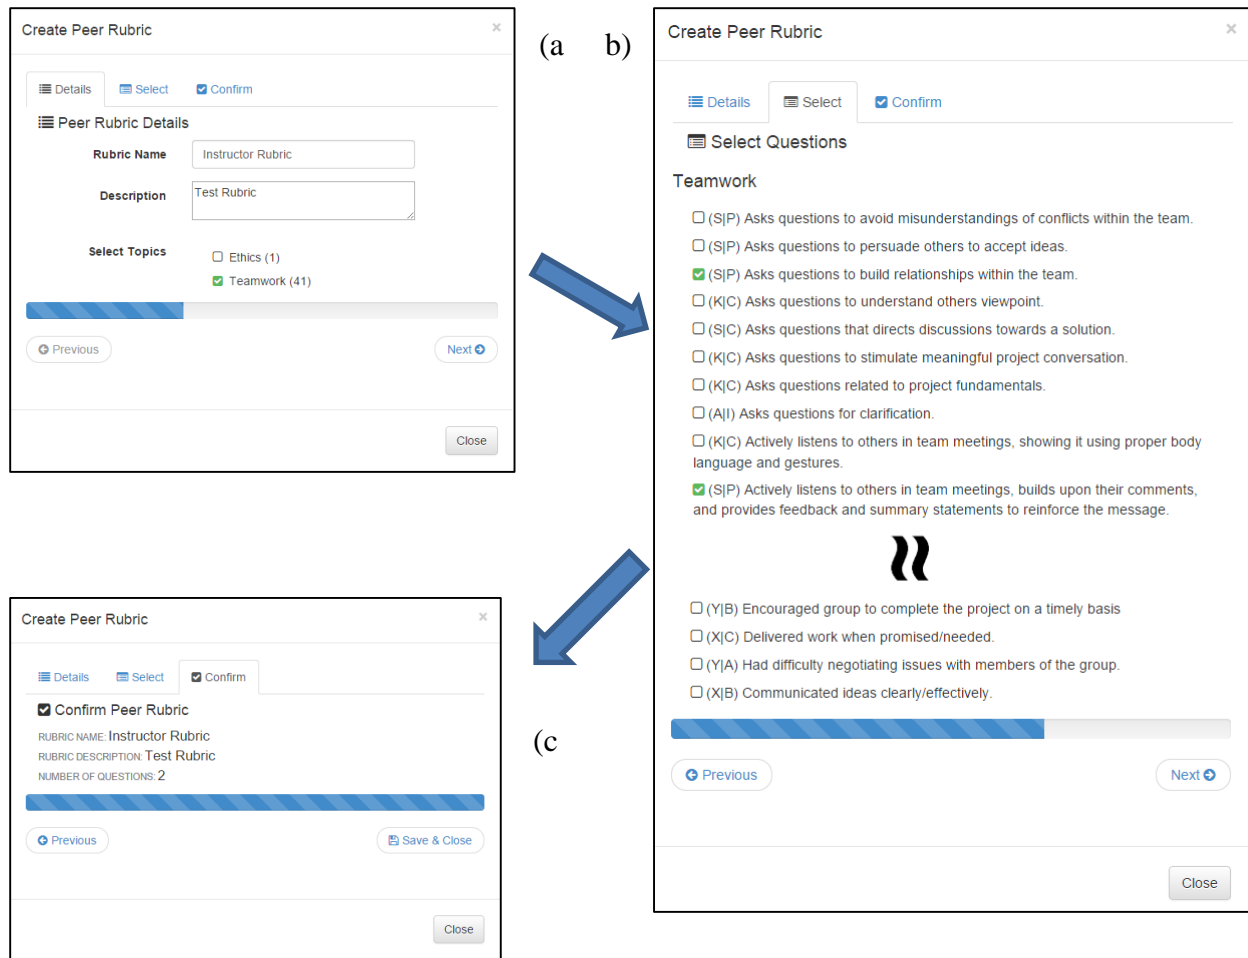 Create Peer Rubric ×
Details Select Confirm
Peer Rubric Details
Rubric Name Instructor Rubric
Description Test Rubric
Select Topics
Ethics (1)
Teamwork (41)
Previous Next
Close
(a b)
Create Peer Rubric ×
Details Select Confirm
Select Questions
Teamwork
(S|P) Asks questions to avoid misunderstandings of conflicts within the team.
(S|P) Asks questions to persuade others to accept ideas.
(S|P) Asks questions to build relationships within the team.
(K|C) Asks questions to understand others viewpoint.
(S|C) Asks questions that directs discussions towards a solution.
(K|C) Asks questions to stimulate meaningful project conversation.
(K|C) Asks questions related to project fundamentals.
(A|I) Asks questions for clarification.
(K|C) Actively listens to others in team meetings, showing it using proper body
language and gestures.
(S|P) Actively listens to others in team meetings, builds upon their comments,
and provides feedback and summary statements to reinforce the message.
(Y|B) Encouraged group to complete the project on a timely basis
(X|C) Delivered work when promised/needed.
(Y|A) Had difficulty negotiating issues with members of the group.
(X|B) Communicated ideas clearly/effectively.
Previous Next
Close
Create Peer Rubric ×
Details Select Confirm
Confirm Peer Rubric
RUBRIC NAME: Instructor Rubric
RUBRIC DESCRIPTION: Test Rubric
NUMBER OF QUESTIONS: 2
Previous Save & Close
Close
(c